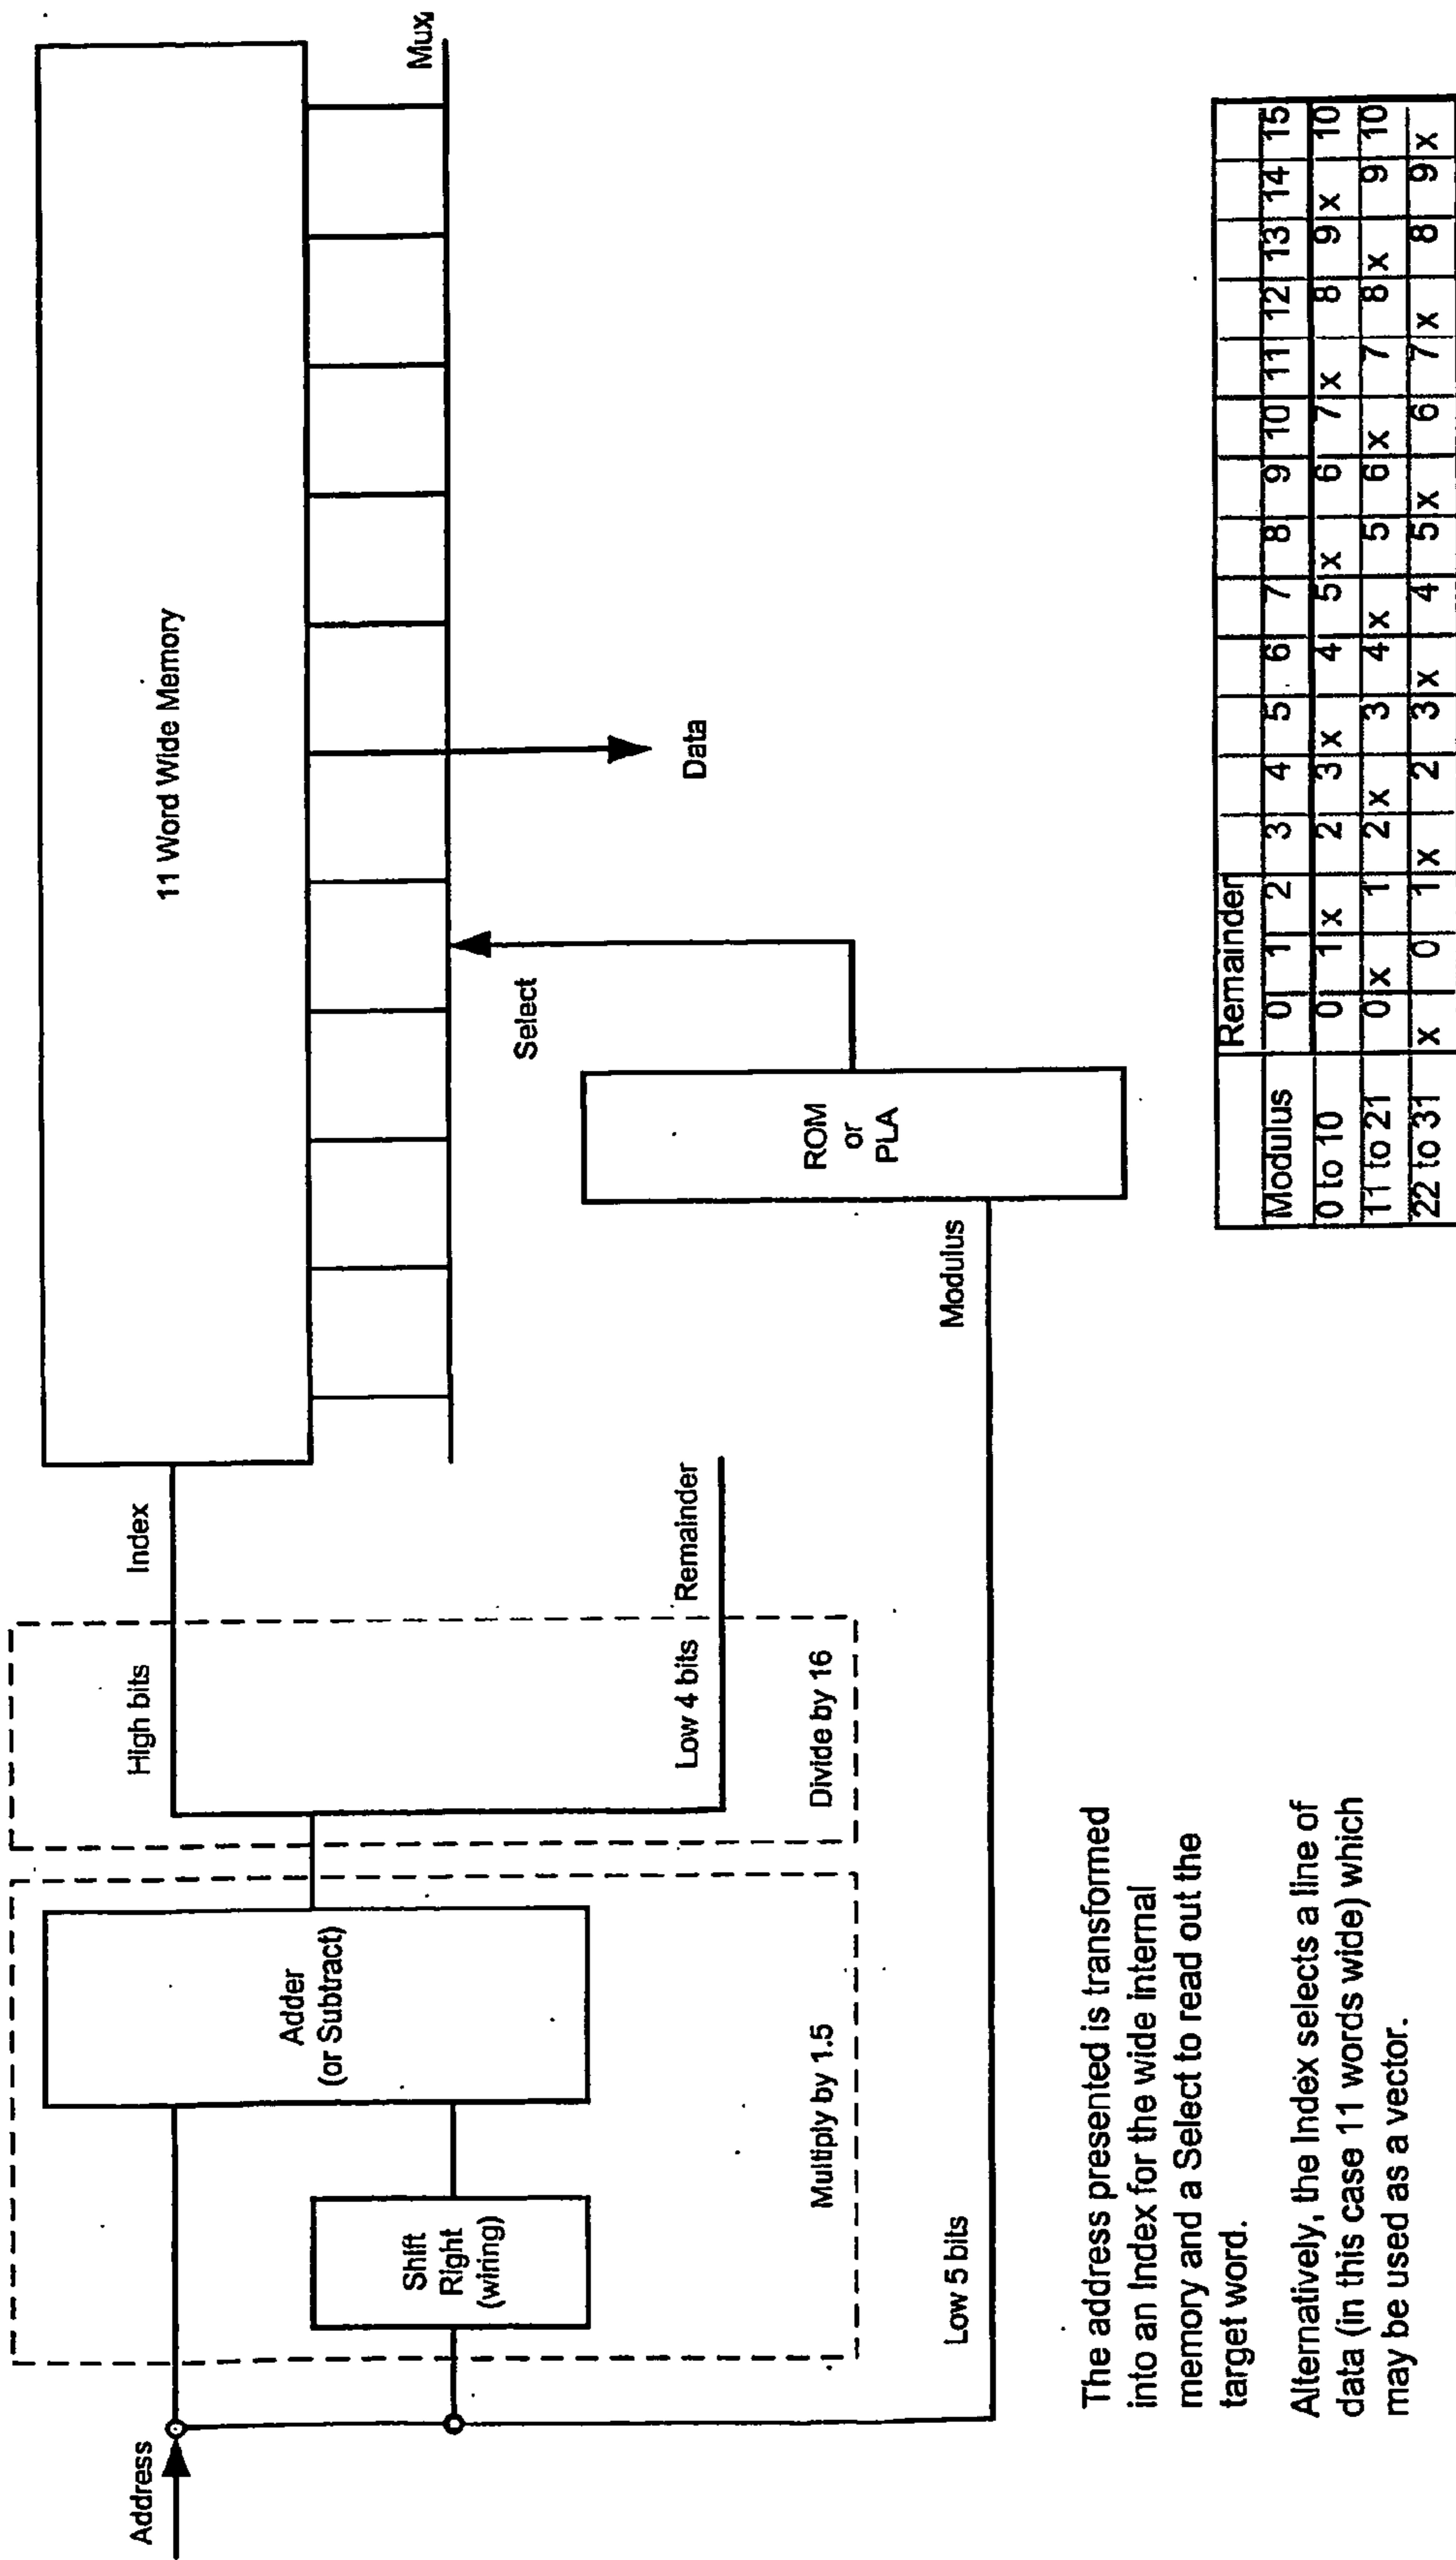 Address
High bits
Index
11 Word Wide Memory
Adder
(or Subtract)
Shift
Right
(wiring)
Mux
Select
Low 4 bits
Remainder
Data
Multiply by 1.5
Divide by 16
ROM
or
PLA
Low 5 bits
Modulus
The address presented is transformed
into an Index for the wide internal
memory and a Select to read out the
target word.
Alternatively, the Index selects a line of
data (in this case 11 words wide) which
may be used as a vector.
Remainder
Modulus 0 1 2 3 4 5 6 7 8 9 10 11 12 13 14 15
0 to 10 0 1 x 2 3 x 4 5 x 6 7 x 8 9 x 10
11 to 21 0 x 1 2 x 3 4 x 5 6 x 7 8 x 9 10
22 to 31 x 0 1 x 2 3 x 4 5 x 6 7 x 8 9 x